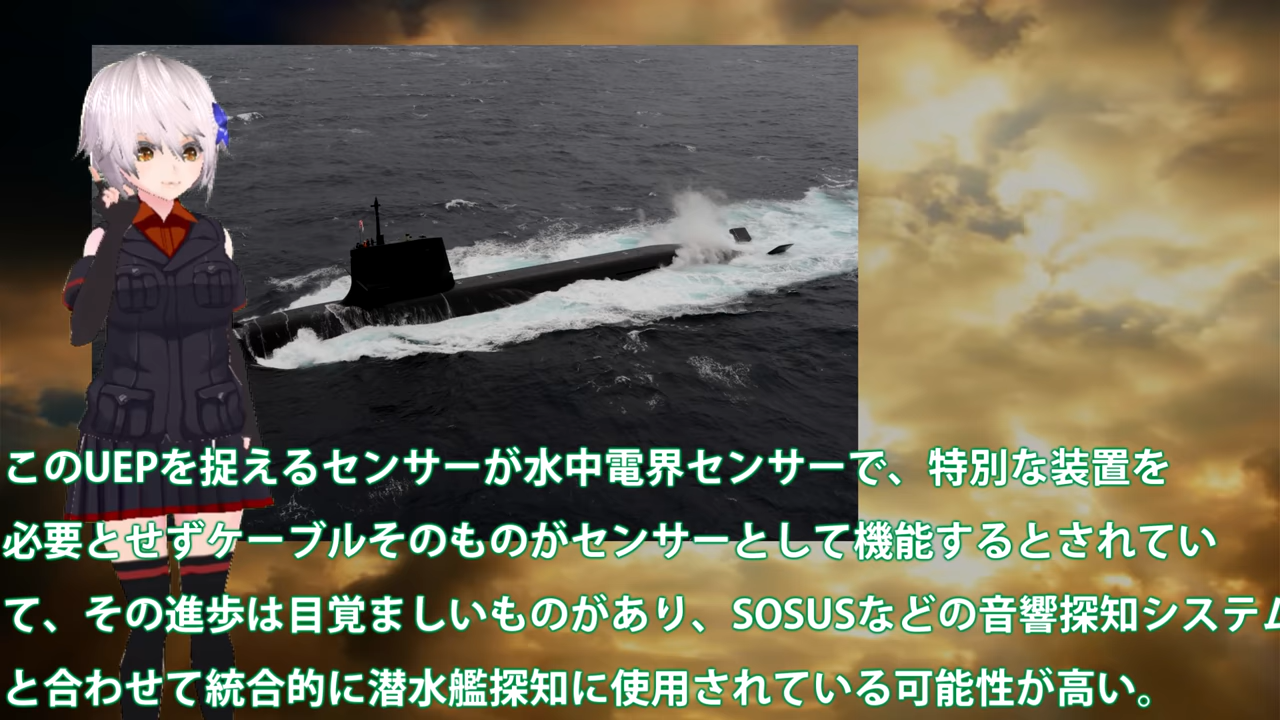 このUEPを捉えるセンサーが水中電界センサーで、特別な装置を
必要とせずケーブルそのものがセンサーとして機能するとされてい
て、その進歩は目覚ましいものがあり、SOSUSなどの音響探知システム
と合わせて統合的に潜水艦探知に使用されている可能性が高い。